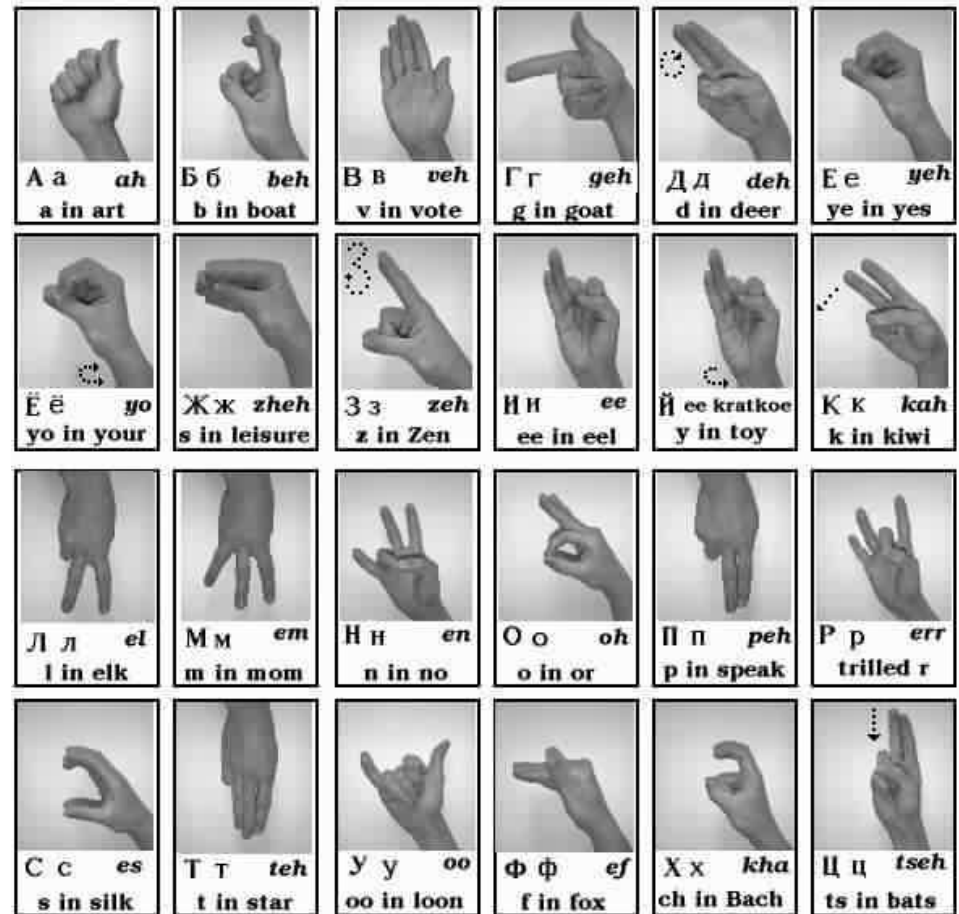 А а ah
a in art
Б б beh
b in boat
В в veh
v in vote
Г г geh
g in goat
Д д deh
d in deer
Е е yeh
ye in yes
Ё ё yo
yo in your
Ж ж zheh
s in leisure
З з zeh
z in Zen
И и ee
ee in eel
Й ee kratkoe
y in toy
К к kah
k in kiwi
Л л el
l in elk
М м em
m in mom
Н н en
n in no
О о oh
o in or
П п peh
p in speak
Р р err
trilled r
С с es
s in silk
Т т teh
t in star
У у oo
oo in loon
Ф ф ef
f in fox
Х х kha
ch in Bach
Ц ц tseh
ts in bats